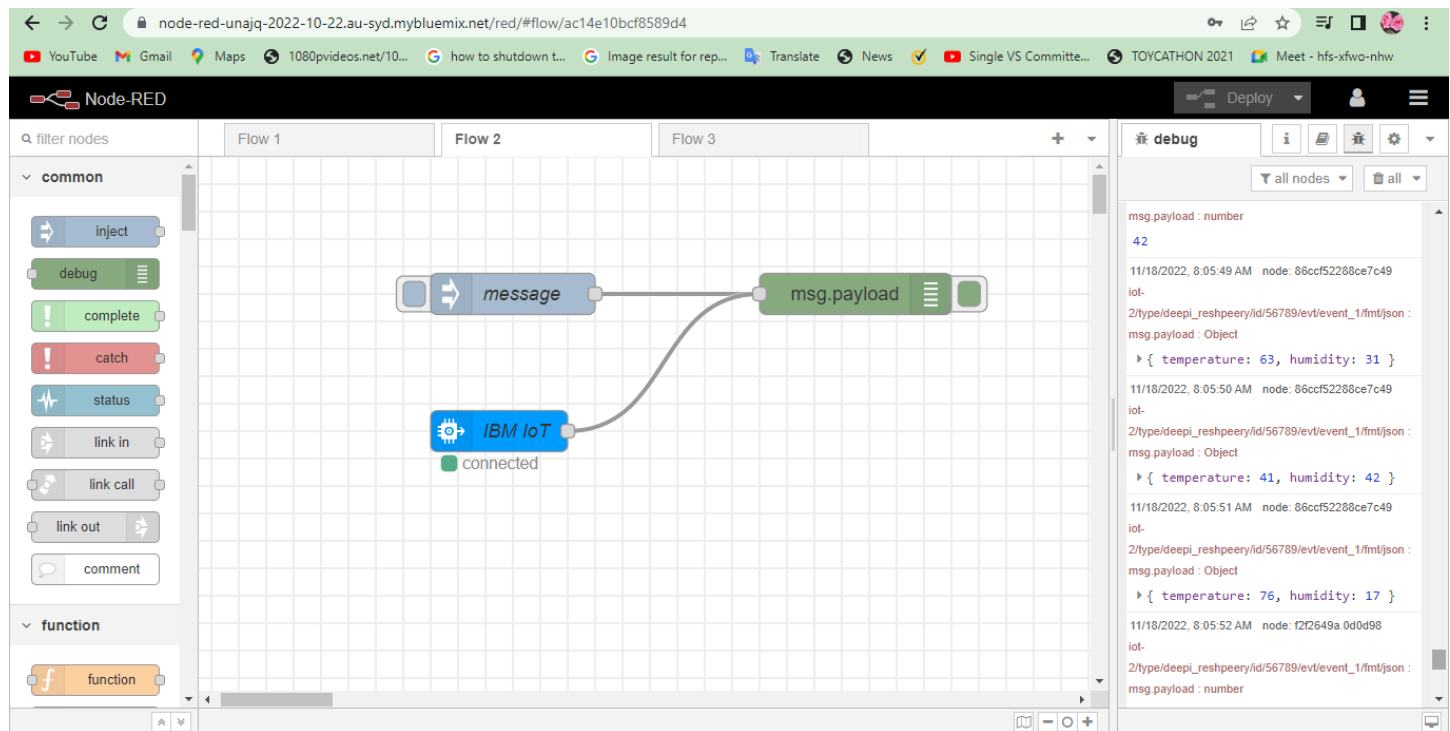 node-red-unajq-2022-10-22.au-syd.mybluemix.net/red/#flow/ac14e10bcf8589d4
YouTube Gmail Maps 1080pvideos.net/10... how to shutdown t... Image result for rep... Translate News Single VS Committe... TOYCATHON 2021 Meet - hfs-xfwo-nhw
Node-RED
Deploy
filter nodes
Flow 1
Flow 2
Flow 3
debug
i
common
all nodes
all
inject
debug
complete
catch
status
link in
link call
link out
comment
function
function
message
msg.payload
IBM IoT
connected
msg.payload : number
42
11/18/2022, 8:05:49 AM node: 86ccf52288ce7c49
iot-
2/type/deepi_reshpeery/id/56789/evt/event_1/fmt/json :
msg.payload : Object
{ temperature: 63, humidity: 31 }
11/18/2022, 8:05:50 AM node: 86ccf52288ce7c49
iot-
2/type/deepi_reshpeery/id/56789/evt/event_1/fmt/json :
msg.payload : Object
{ temperature: 41, humidity: 42 }
11/18/2022, 8:05:51 AM node: 86ccf52288ce7c49
iot-
2/type/deepi_reshpeery/id/56789/evt/event_1/fmt/json :
msg.payload : Object
{ temperature: 76, humidity: 17 }
11/18/2022, 8:05:52 AM node: f2f2649a.0d0d98
iot-
2/type/deepi_reshpeery/id/56789/evt/event_1/fmt/json :
msg.payload : number